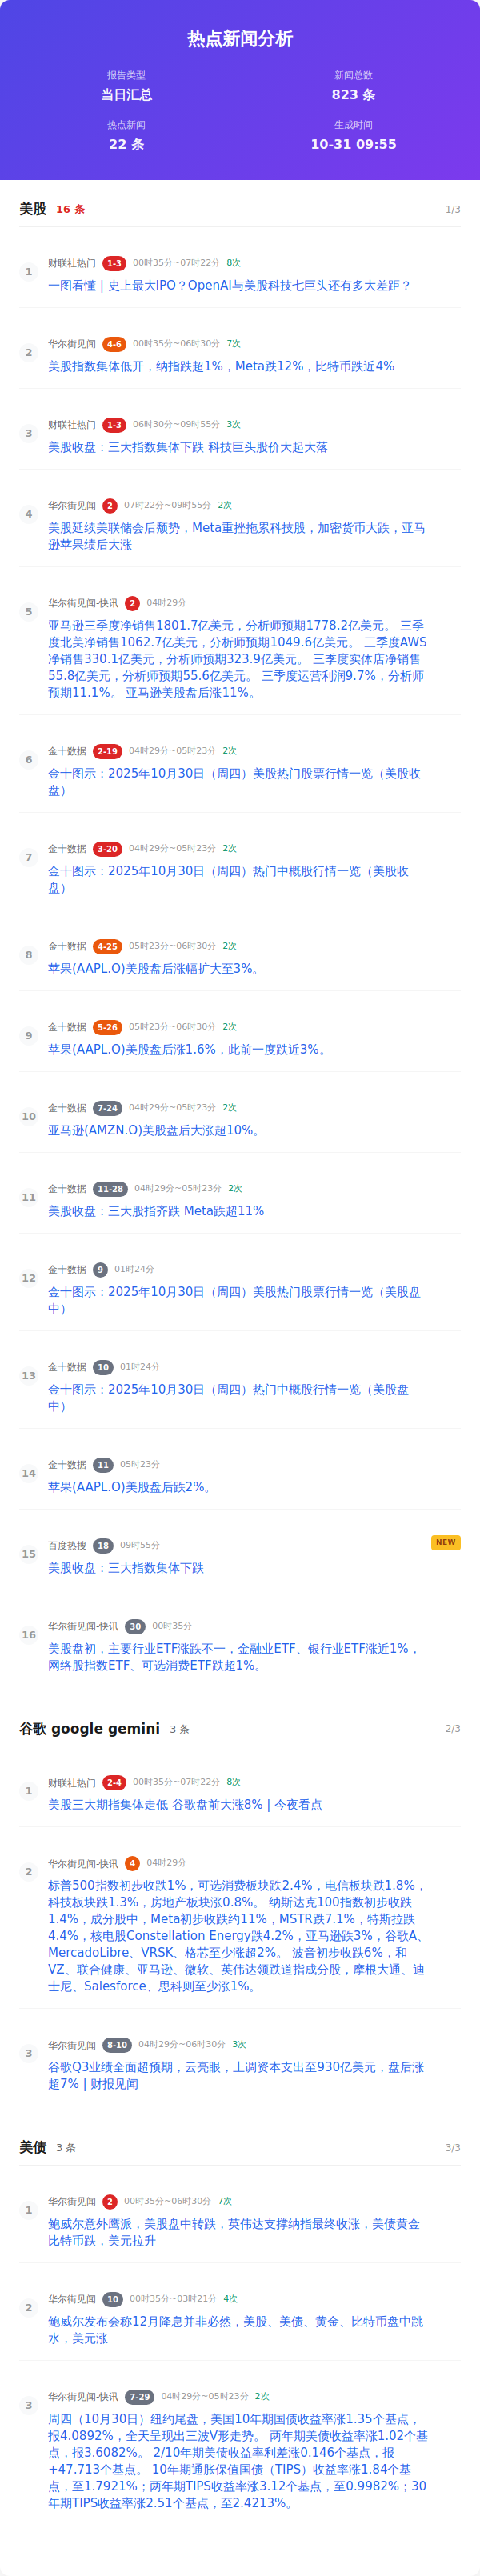 热点新闻分析
报告类型
当日汇总
新闻总数
823 条
热点新闻
22 条
生成时间
10-31 09:55
美股 16 条 1/3
1
财联社热门 1-3 00时35分~07时22分 8次
一图看懂 | 史上最大IPO？OpenAI与美股科技七巨头还有多大差距？
2
华尔街见闻 4-6 00时35分~06时30分 7次
美股指数集体低开，纳指跌超1%，Meta跌12%，比特币跌近4%
3
财联社热门 1-3 06时30分~09时55分 3次
美股收盘：三大指数集体下跌 科技巨头股价大起大落
4
华尔街见闻 2 07时22分~09时55分 2次
美股延续美联储会后颓势，Meta重挫拖累科技股，加密货币大跌，亚马
逊苹果绩后大涨
5
华尔街见闻-快讯 2 04时29分
亚马逊三季度净销售1801.7亿美元，分析师预期1778.2亿美元。 三季
度北美净销售1062.7亿美元，分析师预期1049.6亿美元。 三季度AWS
净销售330.1亿美元，分析师预期323.9亿美元。 三季度实体店净销售
55.8亿美元，分析师预期55.6亿美元。 三季度运营利润9.7%，分析师
预期11.1%。 亚马逊美股盘后涨11%。
6
金十数据 2-19 04时29分~05时23分 2次
金十图示：2025年10月30日（周四）美股热门股票行情一览（美股收
盘）
7
金十数据 3-20 04时29分~05时23分 2次
金十图示：2025年10月30日（周四）热门中概股行情一览（美股收
盘）
8
金十数据 4-25 05时23分~06时30分 2次
苹果(AAPL.O)美股盘后涨幅扩大至3%。
9
金十数据 5-26 05时23分~06时30分 2次
苹果(AAPL.O)美股盘后涨1.6%，此前一度跌近3%。
10
金十数据 7-24 04时29分~05时23分 2次
亚马逊(AMZN.O)美股盘后大涨超10%。
11
金十数据 11-28 04时29分~05时23分 2次
美股收盘：三大股指齐跌 Meta跌超11%
12
金十数据 9 01时24分
金十图示：2025年10月30日（周四）美股热门股票行情一览（美股盘
中）
13
金十数据 10 01时24分
金十图示：2025年10月30日（周四）热门中概股行情一览（美股盘
中）
14
金十数据 11 05时23分
苹果(AAPL.O)美股盘后跌2%。
15
百度热搜 18 09时55分 NEW
美股收盘：三大指数集体下跌
16
华尔街见闻-快讯 30 00时35分
美股盘初，主要行业ETF涨跌不一，金融业ETF、银行业ETF涨近1%，
网络股指数ETF、可选消费ETF跌超1%。
谷歌 google gemini 3 条 2/3
1
财联社热门 2-4 00时35分~07时22分 8次
美股三大期指集体走低 谷歌盘前大涨8% | 今夜看点
2
华尔街见闻-快讯 4 04时29分
标普500指数初步收跌1%，可选消费板块跌2.4%，电信板块跌1.8%，
科技板块跌1.3%，房地产板块涨0.8%。 纳斯达克100指数初步收跌
1.4%，成分股中，Meta初步收跌约11%，MSTR跌7.1%，特斯拉跌
4.4%，核电股Constellation Energy跌4.2%，亚马逊跌3%，谷歌A、
MercadoLibre、VRSK、格芯至少涨超2%。 波音初步收跌6%，和
VZ、联合健康、亚马逊、微软、英伟达领跌道指成分股，摩根大通、迪
士尼、Salesforce、思科则至少涨1%。
3
华尔街见闻 8-10 04时29分~06时30分 3次
谷歌Q3业绩全面超预期，云亮眼，上调资本支出至930亿美元，盘后涨
超7% | 财报见闻
美债 3 条 3/3
1
华尔街见闻 2 00时35分~06时30分 7次
鲍威尔意外鹰派，美股盘中转跌，英伟达支撑纳指最终收涨，美债黄金
比特币跌，美元拉升
2
华尔街见闻 10 00时35分~03时21分 4次
鲍威尔发布会称12月降息并非必然，美股、美债、黄金、比特币盘中跳
水，美元涨
3
华尔街见闻-快讯 7-29 04时29分~05时23分 2次
周四（10月30日）纽约尾盘，美国10年期国债收益率涨1.35个基点，
报4.0892%，全天呈现出三波V形走势。 两年期美债收益率涨1.02个基
点，报3.6082%。 2/10年期美债收益率利差涨0.146个基点，报
+47.713个基点。 10年期通胀保值国债（TIPS）收益率涨1.84个基
点，至1.7921%；两年期TIPS收益率涨3.12个基点，至0.9982%；30
年期TIPS收益率涨2.51个基点，至2.4213%。